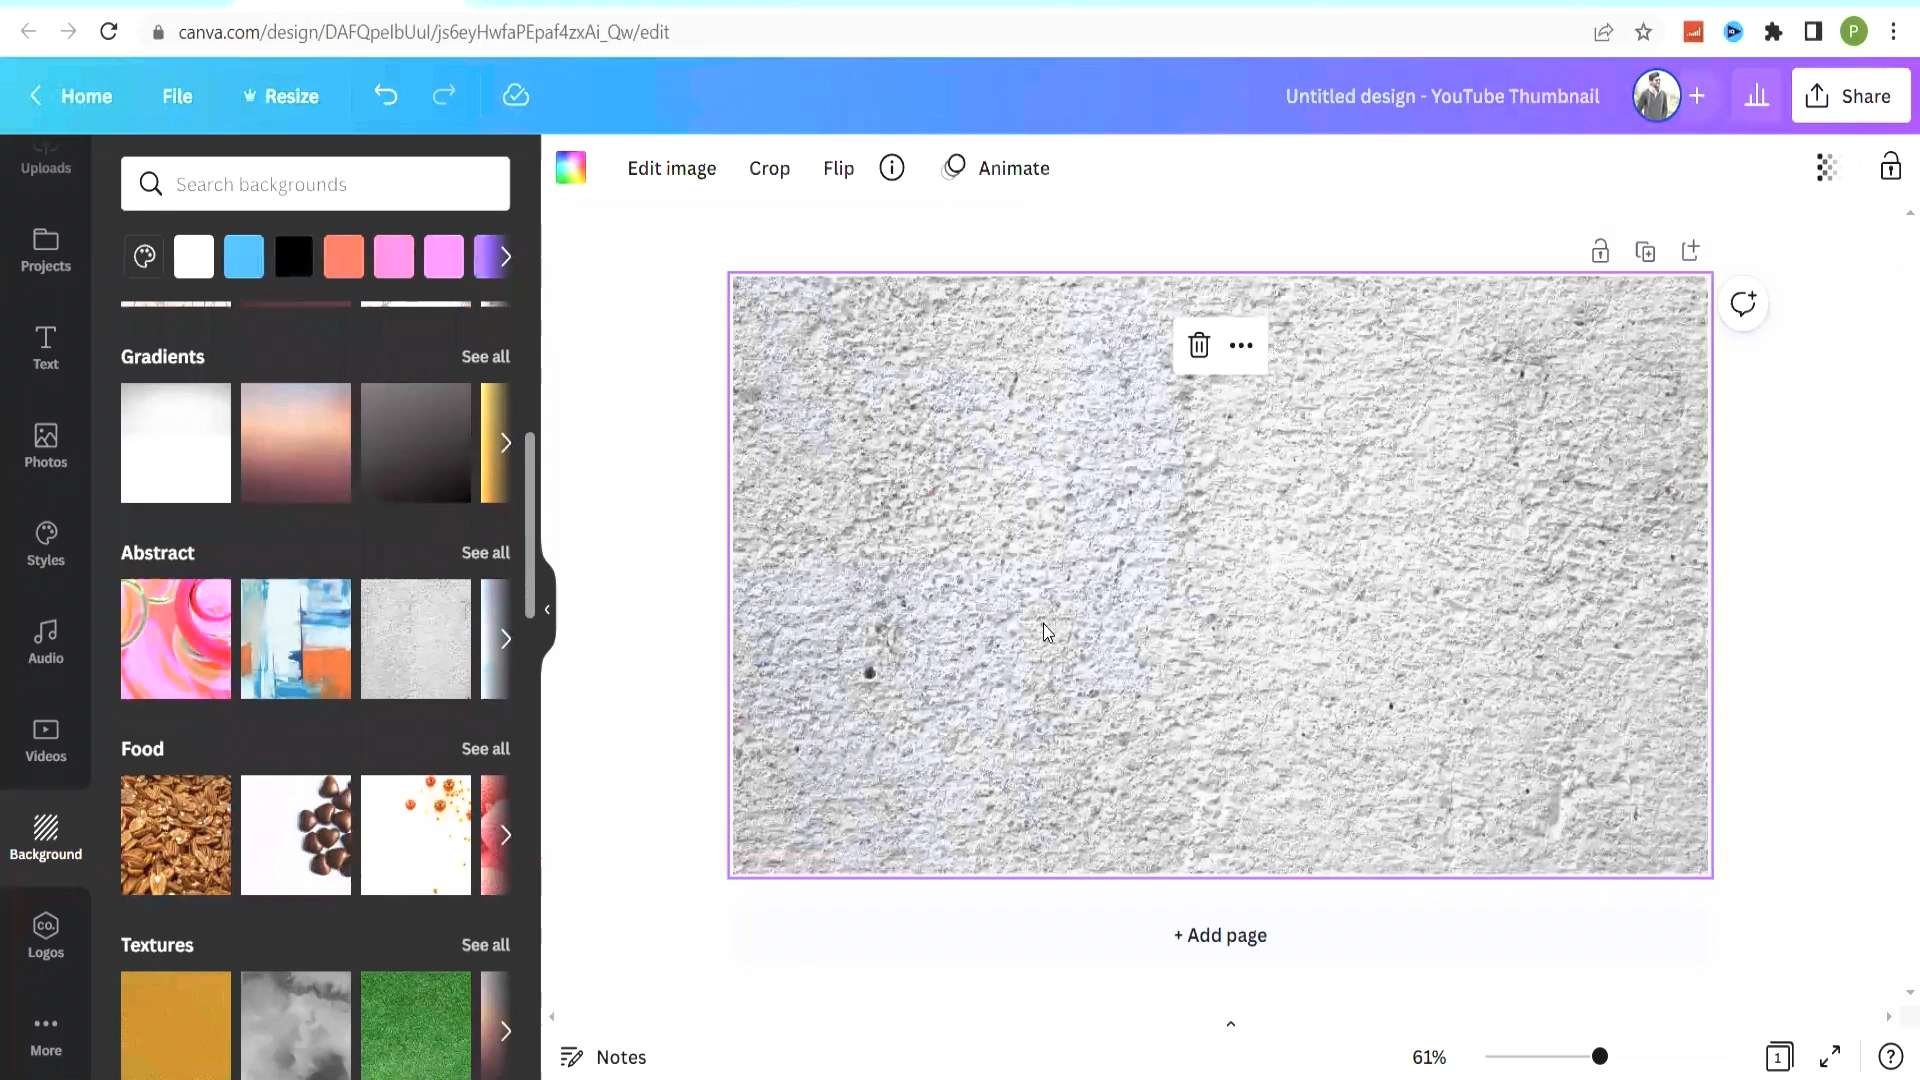 canva.com/design/DAFQpeIbUuI/js6eyHwfaPEpaf4zxAi_Qw/edit
P
Home
File
Resize
Untitled design - YouTube Thumbnail
+
Share
Uploads
Projects
Text
Photos
Styles
Audio
Videos
Background
CO.
Logos
More
Search backgrounds
Gradients See all
Abstract See all
Food See all
Textures See all
Edit image
Crop
Flip
Animate
+ Add page
Notes
61%
1
?